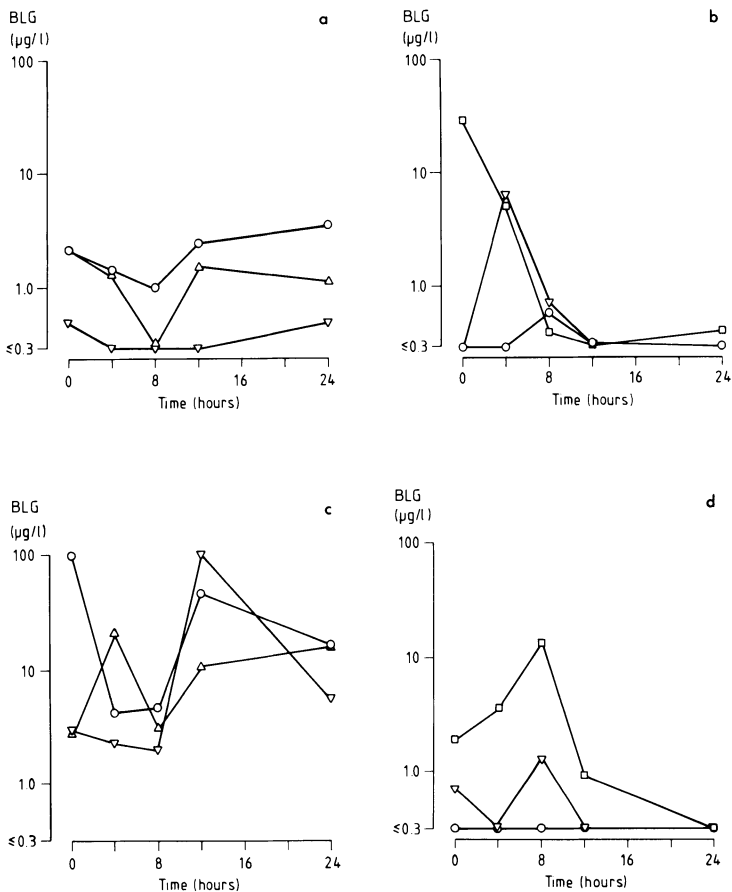 BLG
(µg/l)
a
100
10
1.0
≤0.3
0 8 16 24
Time (hours)
BLG
(µg/l)
b
100
10
1.0
≤0.3
0 8 16 24
Time (hours)
BLG
(µg/l)
c
100
10
1.0
≤0.3
0 8 16 24
Time (hours)
BLG
(µg/l)
d
100
10
1.0
≤0.3
0 8 16 24
Time (hours)